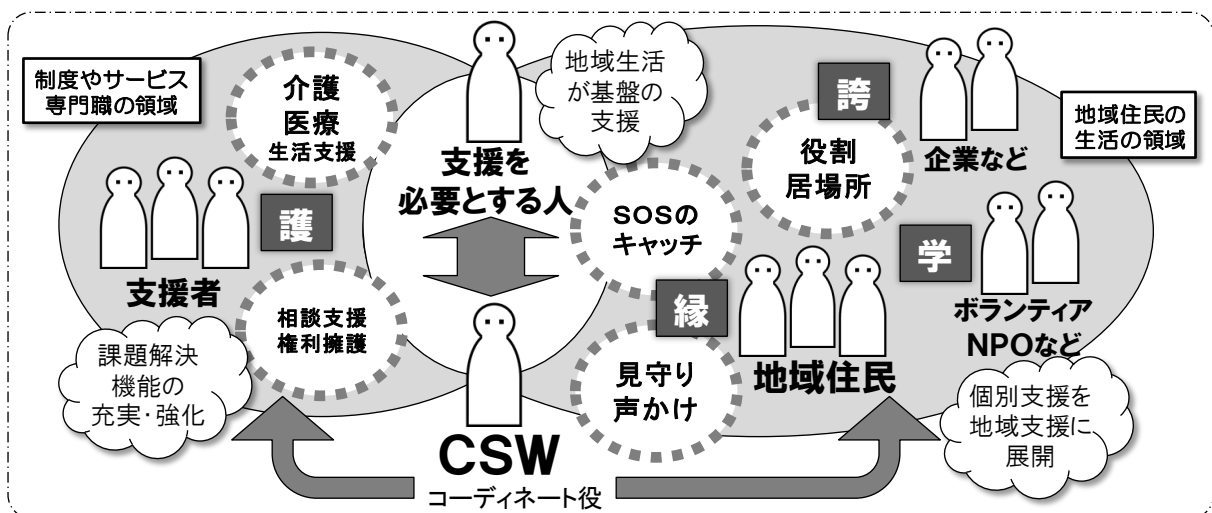 制度やサービス
専門職の領域
介護
医療
生活支援
支援者
護
相談支援
権利擁護
課題解決
機能の
充実・強化
支援を
必要とする人
地域生活
が基盤の
支援
SOSの
キャッチ
縁
見守り
声かけ
CSW
コーディネート役
誇
役割
居場所
企業など
地域住民の
生活の領域
学
ボランティア
NPOなど
地域住民
個別支援を
地域支援に
展開